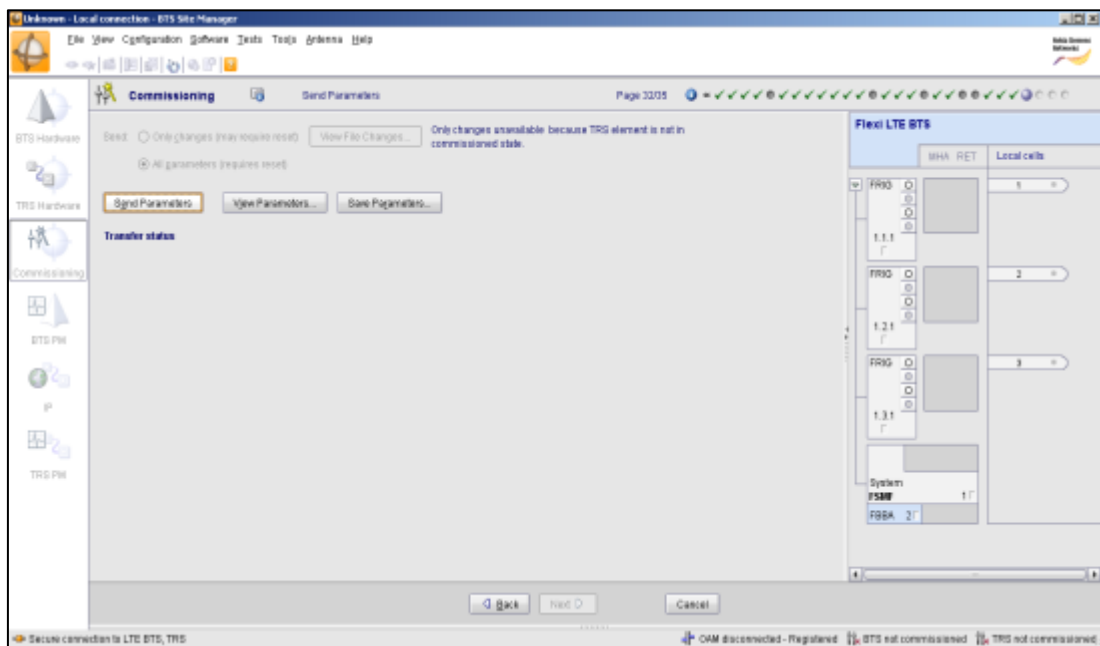 Unknown - Local connection - BTS Site Manager
File View Configuration Software Tests Tools Antenna Help
Nokia Siemens Networks
Commissioning Send Parameters Page 32/35
BTS Hardware
TRS Hardware
Commissioning
BTS PM
IP
TRS PM
Send: Only changes (may require reset) View File Changes... Only changes unavailable because TRS element is not in
commissioned state.
All parameters (requires reset)
Send Parameters View Parameters... Save Parameters...
Transfer status
Flexi LTE BTS
MHA RET Local cells
FRIG 1
1.1.1
FRIG 2
1.2.1
FRIG 3
1.3.1
System
FSMF 1
FBBA 2
Back Next Cancel
Secure connection to LTE BTS, TRS OAM disconnected - Registered BTS not commissioned TRS not commissioned